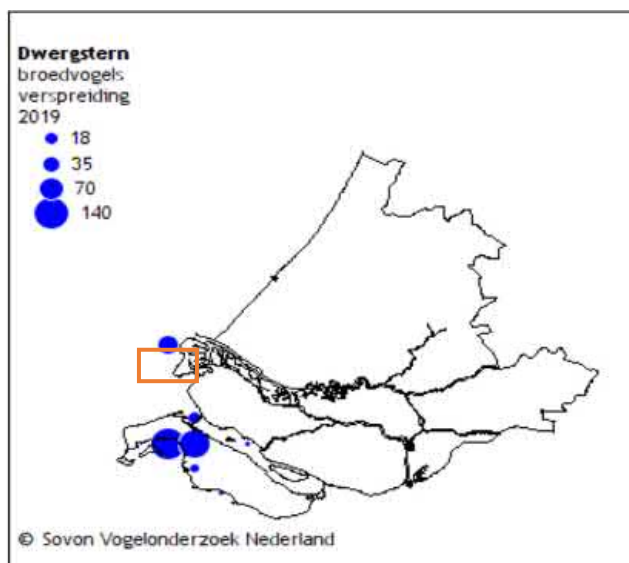 Dwergstern
broedvogels
verspreiding
2019
18
35
70
140
© Sovon Vogelonderzoek Nederland